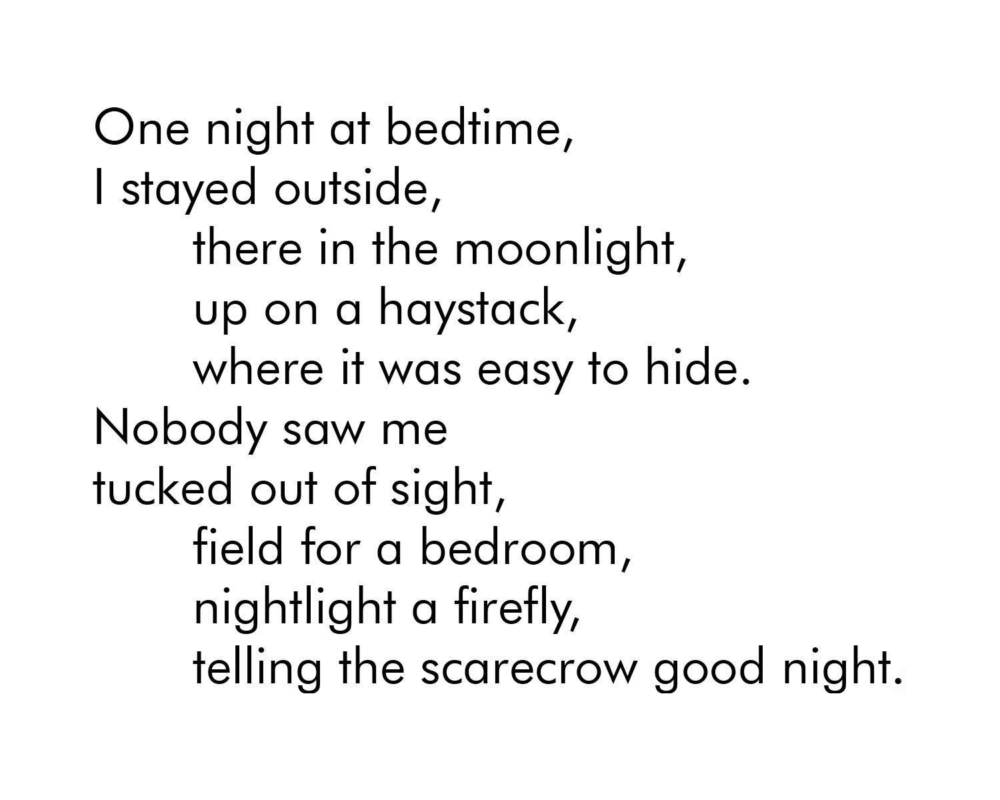 One night at bedtime,
I stayed outside,
there in the moonlight,
up on a haystack,
where it was easy to hide.
Nobody saw me
tucked out of sight,
field for a bedroom,
nightlight a firefly,
telling the scarecrow good night.